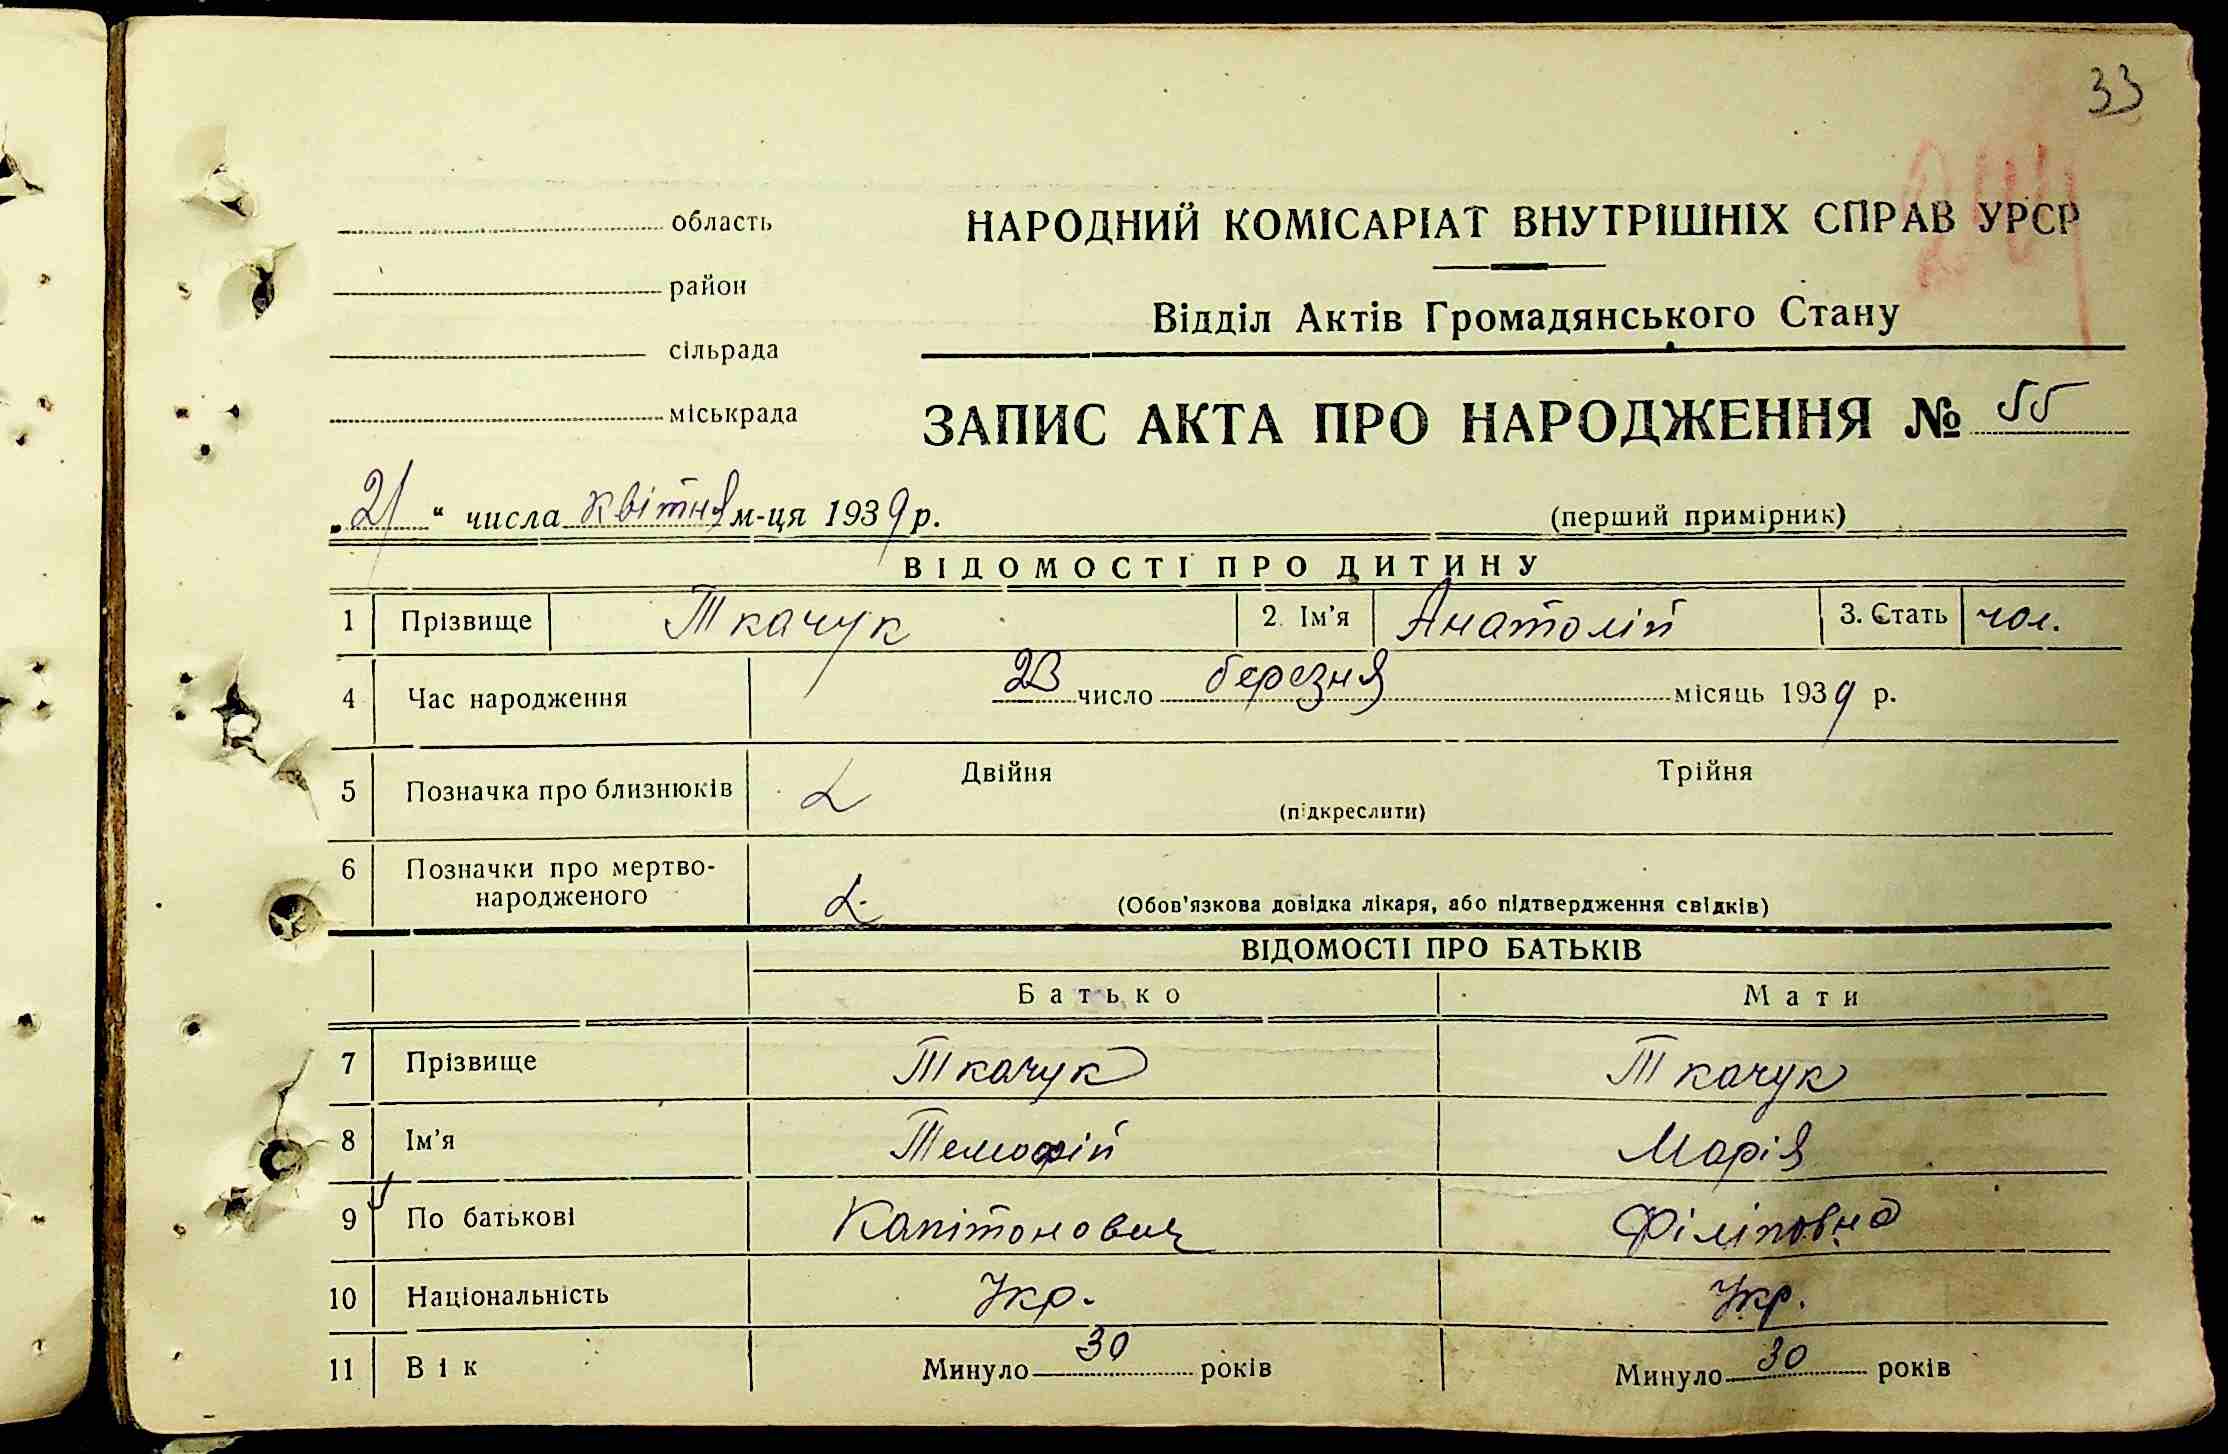 33
244
область
НАРОДНИЙ КОМІСАРІАТ ВНУТРІШНІХ СПРАВ УРСР
район
Відділ Актів Громадянського Стану
сільрада
міськрада
ЗАПИС АКТА ПРО НАРОДЖЕННЯ № 55
„21“ числа квітня м-ця 1939 р.
(перший примірник)
ВІДОМОСТІ ПРО ДИТИНУ
1 Прізвище Ткачук 2. Ім'я Анатолій 3. Стать чол.
4 Час народження 23 число березня місяць 1939 р.
5 Позначка про близнюків Двійня Трійня
(підкреслити)
6 Позначки про мертво-
народженого (Обов'язкова довідка лікаря, або підтвердження свідків)
ВІДОМОСТІ ПРО БАТЬКІВ
Батько Мати
7 Прізвище Ткачук Ткачук
8 Ім'я Темофій Марія
9 По батькові Капітонович Філіповна
10 Національність Укр. Укр.
11 Вік Минуло 30 років Минуло 30 років